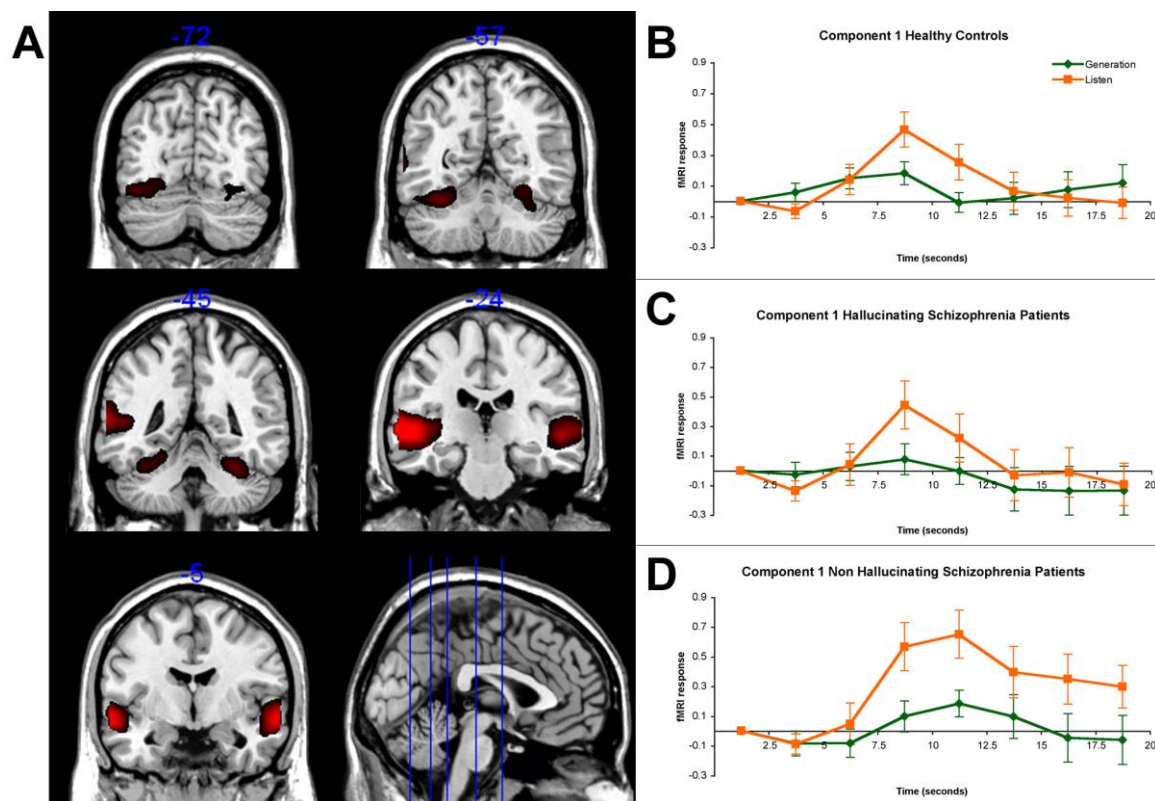 A
-72
-57
-45
-24
-5
B
Component 1 Healthy Controls
Generation
Listen
fMRI response
0.9
0.7
0.5
0.3
0.1
-0.1
-0.3
2.5 5 7.5 10 12.5 15 17.5 20
Time (seconds)
C
Component 1 Hallucinating Schizophrenia Patients
fMRI response
0.9
0.7
0.5
0.3
0.1
-0.1
-0.3
2.5 5 7.5 10 12.5 15 17.5 20
Time (seconds)
D
Component 1 Non Hallucinating Schizophrenia Patients
fMRI response
0.9
0.7
0.5
0.3
0.1
-0.1
-0.3
2.5 5 7.5 10 12.5 15 17.5 20
Time (seconds)